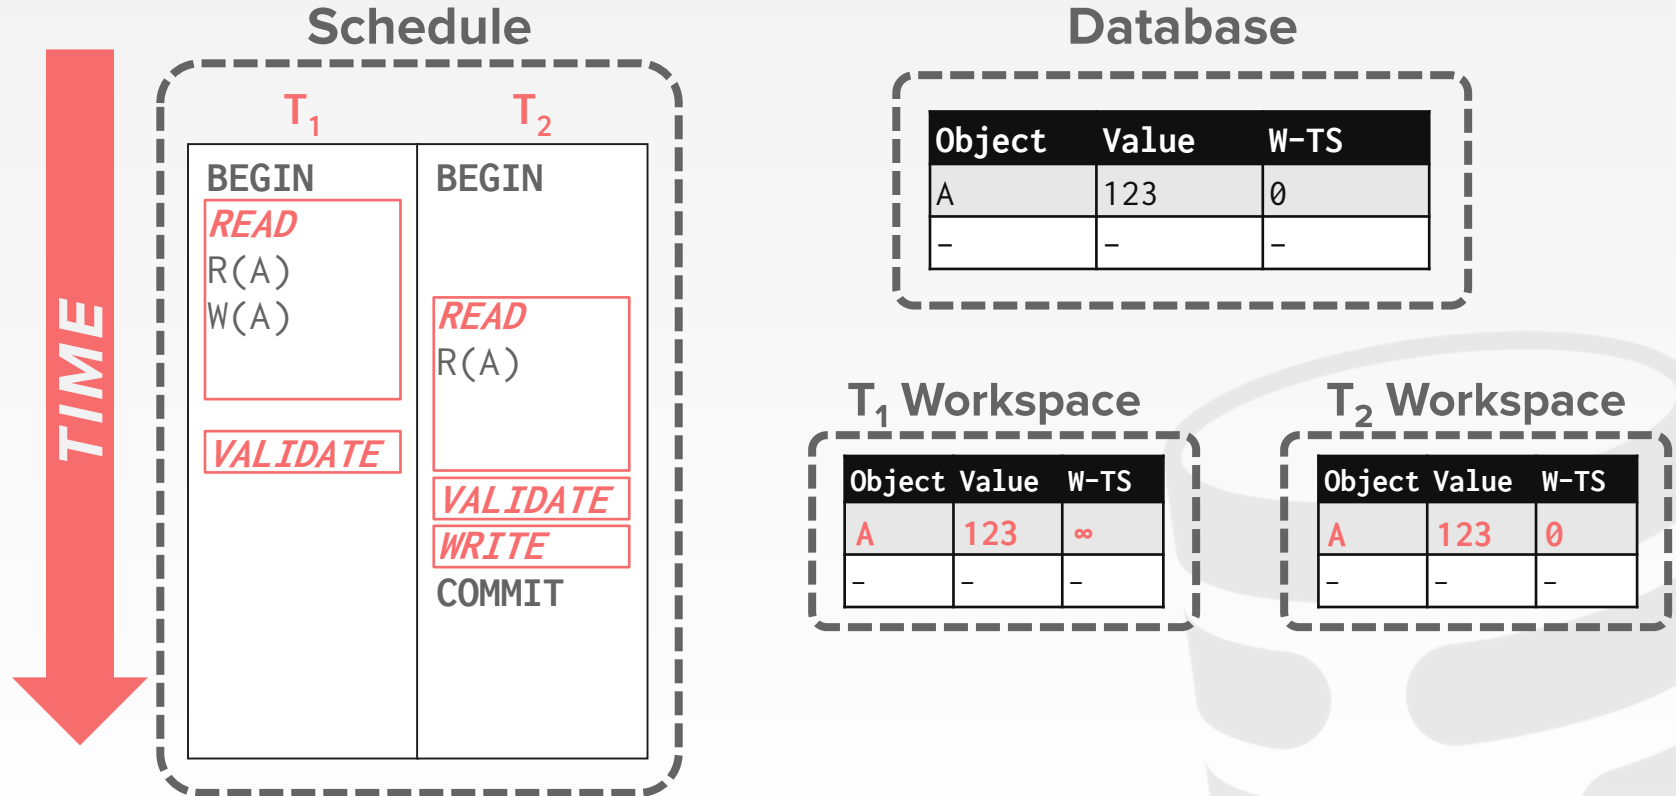 Schedule
TIME
T1 T2
BEGIN BEGIN
READ
R(A)
W(A) READ
R(A)
VALIDATE
VALIDATE
WRITE
COMMIT
Database
Object Value W-TS
A 123 0
- - -
T1 Workspace
Object Value W-TS
A 123 ∞
- - -
T2 Workspace
Object Value W-TS
A 123 0
- - -